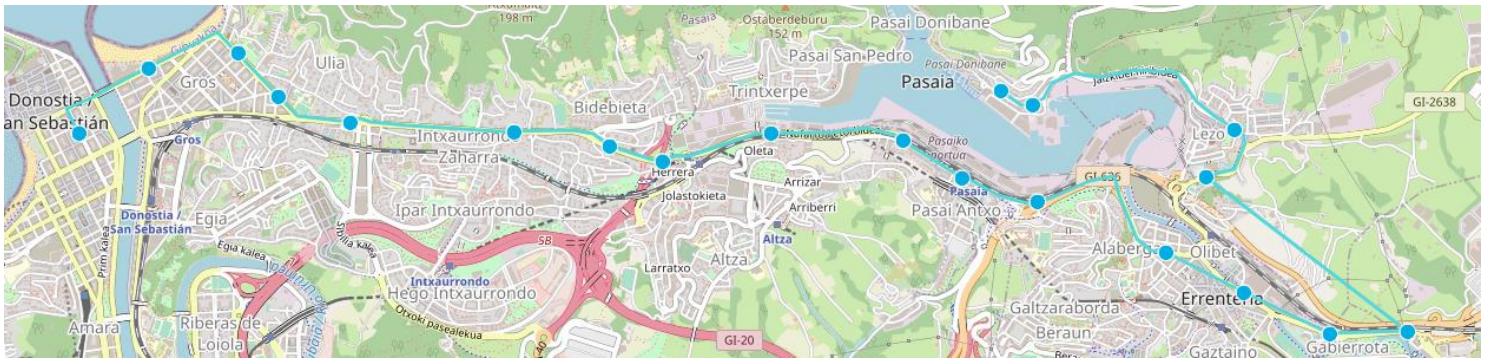 198 m
Pasaia
Ostaberdeburu
152 m
Pasai Donibane
Ulia
Gros
Pasai San Pedro
Pasai Donibane
Pasaia
Jaizkibel hiribidea
Bidebieta
Trintxerpe
GI-2638
Donostia /
San Sebastián
Gros
Intxaurrondo
Zaharra
Lezo
Pasaiko
Oleta
Herrera
Arrizar
Jolastokieta
GI-636
Pasaia
Pasai Antxo
Arriberri
Ipar Intxaurrondo
Egia
Donostia /
San Sebastián
Prim kalea
Egia kalea
SB
Altza
Altza
Larratxo
Alaberga
Olibet
Intxaurrondo
Hego Intxaurrondo
Otxoki pasealekua
Errenteria
Galtzaraborda
Beraun
Amara
Riberas de
Loiola
GI-20
Gabierrota
Gaztaino